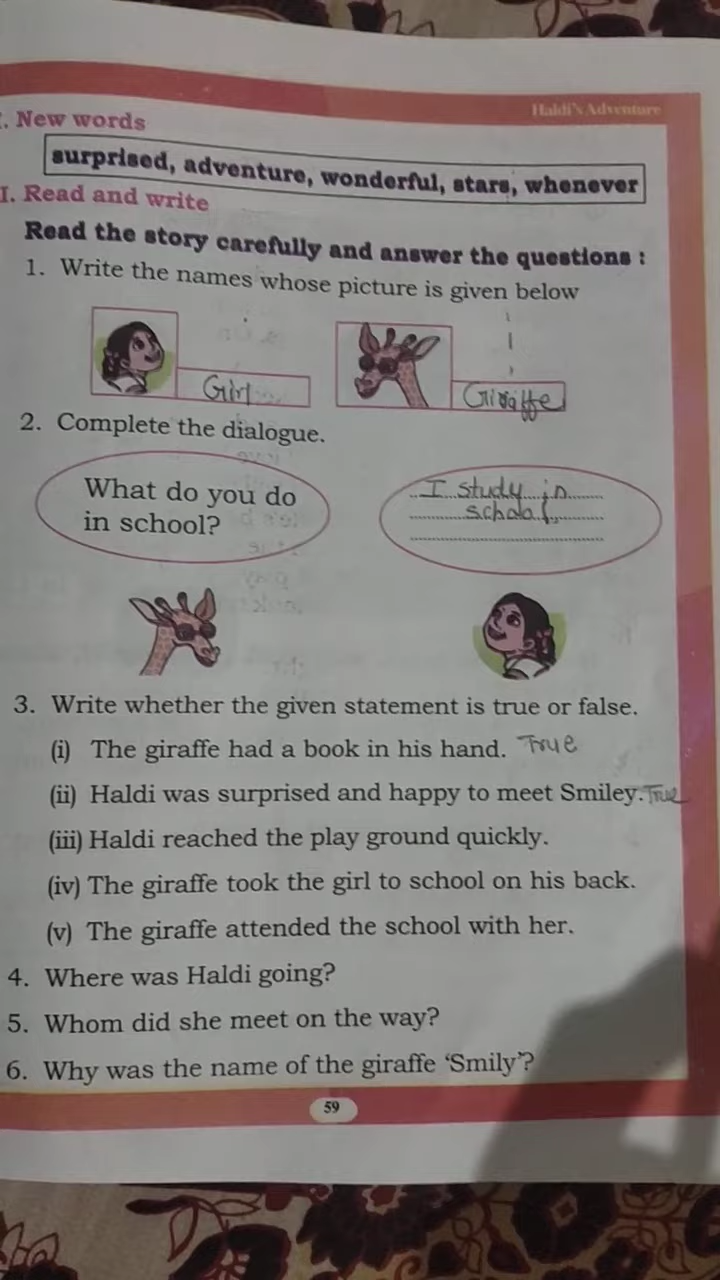 Haldi's Adventure
. New words
surprised, adventure, wonderful, stars, whenever
I. Read and write
Read the story carefully and answer the questions :
1. Write the names whose picture is given below
Girl
Giraffe
2. Complete the dialogue.
What do you do
in school?
I study in
school
3. Write whether the given statement is true or false.
(i) The giraffe had a book in his hand. True
(ii) Haldi was surprised and happy to meet Smiley. True
(iii) Haldi reached the play ground quickly.
(iv) The giraffe took the girl to school on his back.
(v) The giraffe attended the school with her.
4. Where was Haldi going?
5. Whom did she meet on the way?
6. Why was the name of the giraffe ‘Smily’?
59